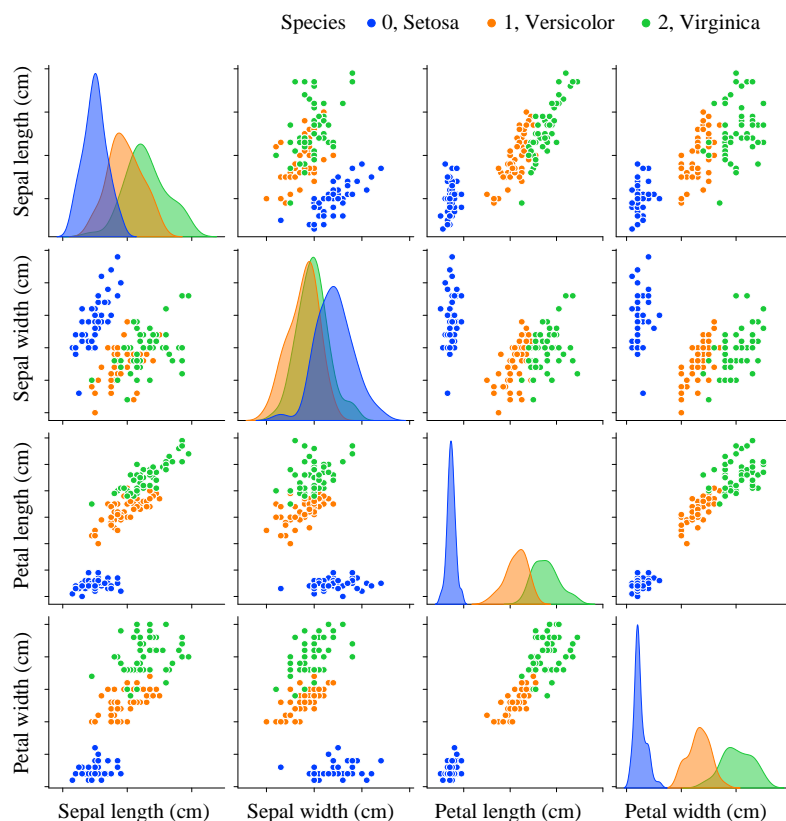 Species 0, Setosa 1, Versicolor 2, Virginica
Sepal length (cm)
Sepal width (cm)
Petal length (cm)
Petal width (cm)
Sepal length (cm) Sepal width (cm) Petal length (cm) Petal width (cm)